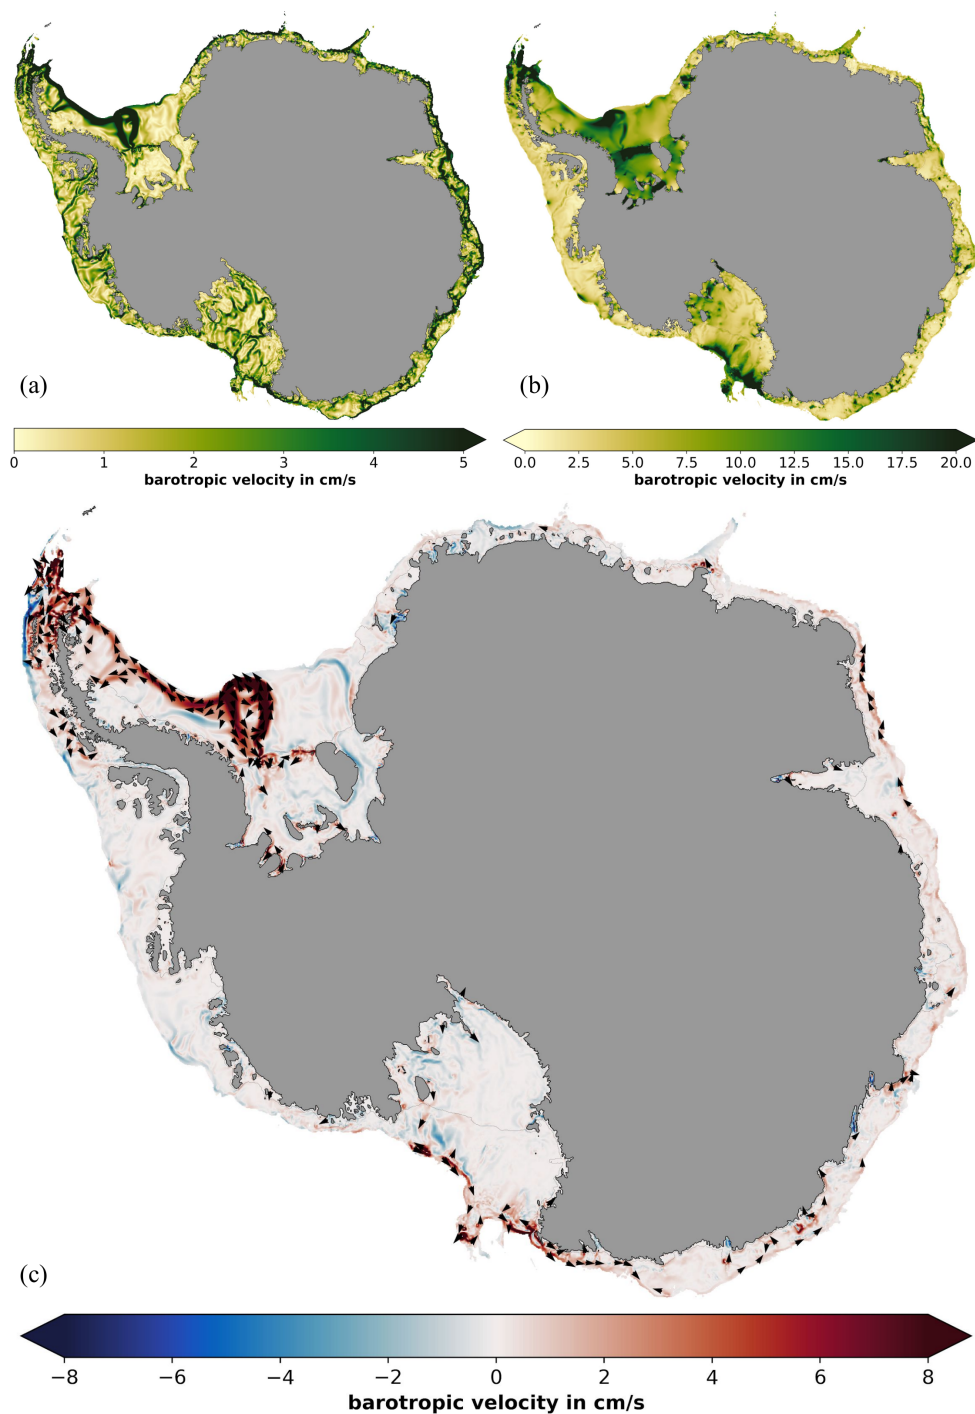 (a)
(b)
0 1 2 3 4 5
barotropic velocity in cm/s
0.0 2.5 5.0 7.5 10.0 12.5 15.0 17.5 20.0
barotropic velocity in cm/s
(c)
−8 −6 −4 −2 0 2 4 6 8
barotropic velocity in cm/s